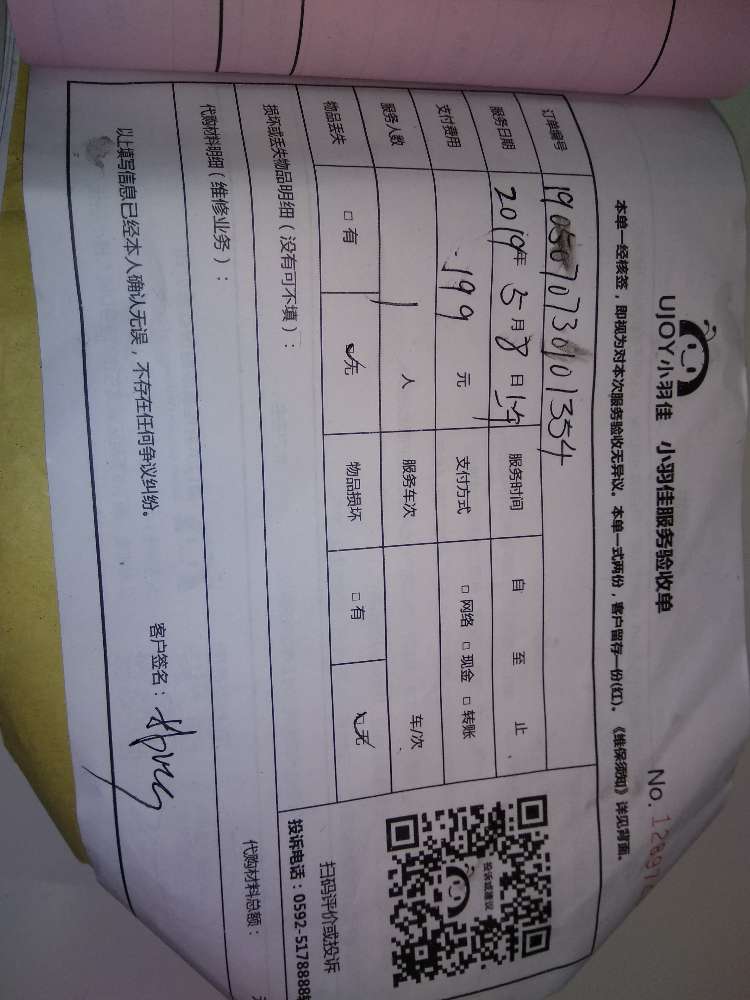 UJOY小羽佳 小羽佳服务验收单
No.
本单一经核签，即视为对本次服务验收无异议。本单一式两份，客户留存一份(红)。《维保须知》详见背面。
订单编号
服务日期 2019年 5月 8日 服务时间 自 至 止
支付费用 199 元 支付方式 □ 网络 □ 现金 □ 转账
服务人数 1 人 服务车次 车/次
物品丢失 □ 有 ☑ 无 物品损坏 □ 有 ☑ 无
损坏或丢失物品明细（没有可不填）：
代购材料明细（维修业务）：
代购材料总额：
以上填写信息已经本人确认无误，不存在任何争议纠纷。
客户签名：
投诉或建议
扫码评价或投诉
投诉电话：0592-5178888